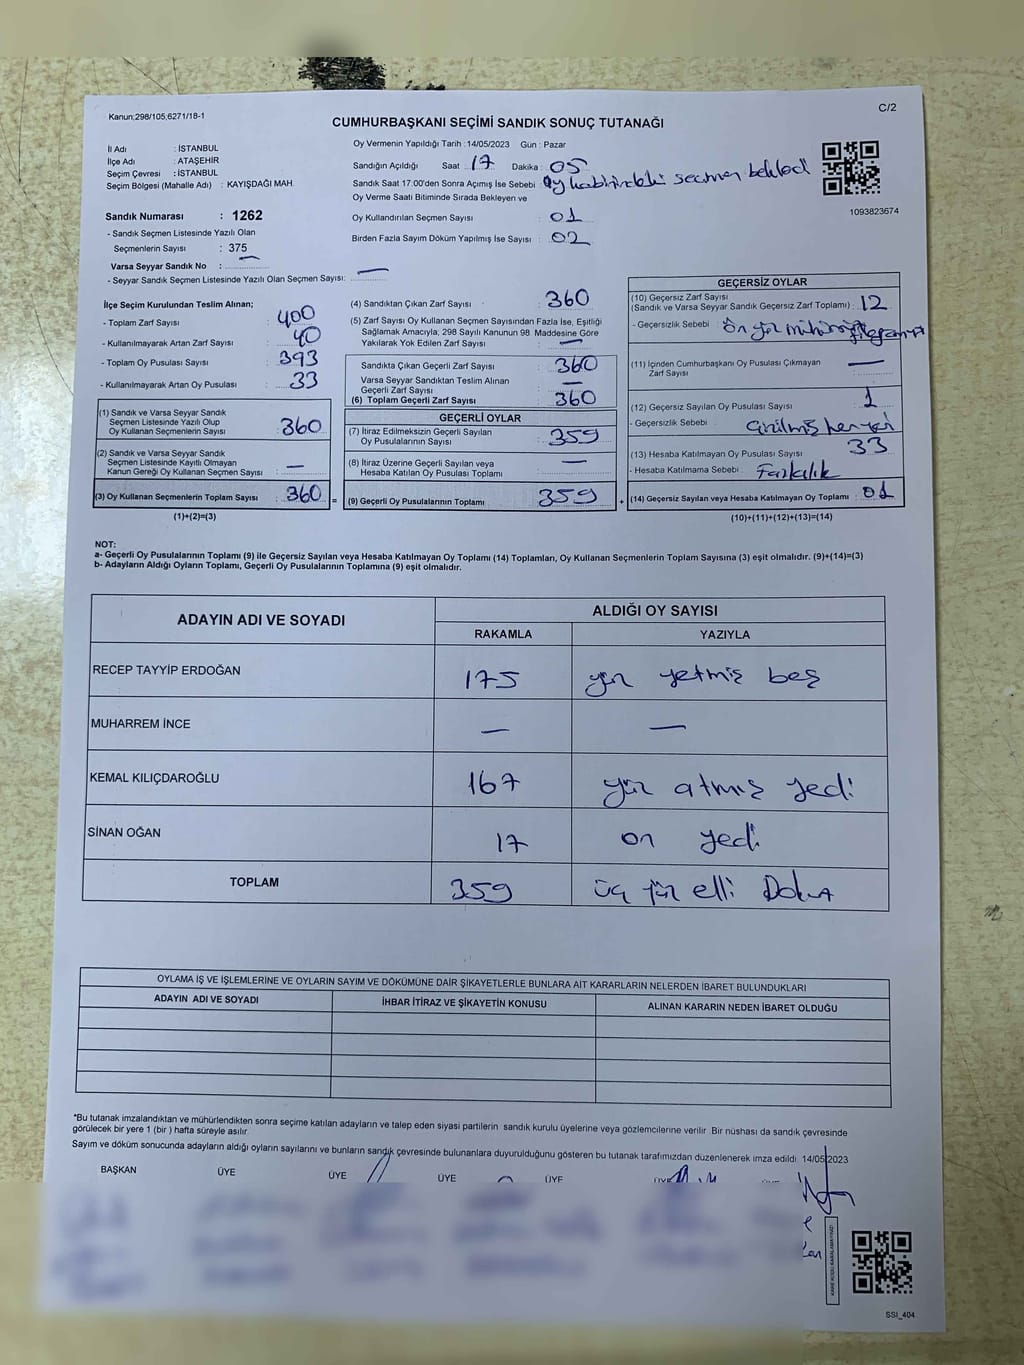 Kanun;298/105,6271/18-1
C/2
CUMHURBAŞKANI SEÇİMİ SANDIK SONUÇ TUTANAĞI
İl Adı : İSTANBUL
İlçe Adı : ATAŞEHİR
Seçim Çevresi : İSTANBUL
Seçim Bölgesi (Mahalle Adı) : KAYIŞDAĞI MAH.
Sandık Numarası : 1262
- Sandık Seçmen Listesinde Yazılı Olan
Seçmenlerin Sayısı : 375
Varsa Seyyar Sandık No : —
- Seyyar Sandık Seçmen Listesinde Yazılı Olan Seçmen Sayısı: —
Oy Vermenin Yapıldığı Tarih : 14/05/2023 Gün : Pazar
Sandığın Açıldığı Saat : 17 Dakika : 05
Sandık Saat 17:00'den Sonra Açılmış İse Sebebi : Oy kabinindeki seçmen beklendi
Oy Verme Saati Bitiminde Sırada Bekleyen ve
Oy Kullandırılan Seçmen Sayısı : 01
Birden Fazla Sayım Döküm Yapılmış İse Sayısı : 02
1093823674
İlçe Seçim Kurulundan Teslim Alınan;
- Toplam Zarf Sayısı : 400
- Kullanılmayarak Artan Zarf Sayısı : 40
- Toplam Oy Pusulası Sayısı : 393
- Kullanılmayarak Artan Oy Pusulası : 33
(1) Sandık ve Varsa Seyyar Sandık
Seçmen Listesinde Yazılı Olup
Oy Kullanan Seçmenlerin Sayısı : 360
(2) Sandık ve Varsa Seyyar Sandık
Seçmen Listesinde Kayıtlı Olmayan
Kanun Gereği Oy Kullanan Seçmen Sayısı : —
(3) Oy Kullanan Seçmenlerin Toplam Sayısı : 360 =
(1)+(2)=(3)
(4) Sandıktan Çıkan Zarf Sayısı : 360
(5) Zarf Sayısı Oy Kullanan Seçmen Sayısından Fazla İse, Eşitliği
Sağlamak Amacıyla, 298 Sayılı Kanunun 98. Maddesine Göre
Yakılarak Yok Edilen Zarf Sayısı : —
Sandıkta Çıkan Geçerli Zarf Sayısı : 360
Varsa Seyyar Sandıktan Teslim Alınan
Geçerli Zarf Sayısı : —
(6) Toplam Geçerli Zarf Sayısı : 360
GEÇERLİ OYLAR
(7) İtiraz Edilmeksizin Geçerli Sayılan
Oy Pusulalarının Sayısı : 359
(8) İtiraz Üzerine Geçerli Sayılan veya
Hesaba Katılan Oy Pusulası Toplamı : —
(9) Geçerli Oy Pusulalarının Toplamı : 359 +
GEÇERSİZ OYLAR
(10) Geçersiz Zarf Sayısı
(Sandık ve Varsa Seyyar Sandık Geçersiz Zarf Toplamı) : 12
- Geçersizlik Sebebi : Ön yüz
(11) İçinden Cumhurbaşkanı Oy Pusulası Çıkmayan
Zarf Sayısı : —
(12) Geçersiz Sayılan Oy Pusulası Sayısı : 1
- Geçersizlik Sebebi : Çizilmiş her yeri
(13) Hesaba Katılmayan Oy Pusulası Sayısı : 33
- Hesaba Katılmama Sebebi : Fazlalık
(14) Geçersiz Sayılan veya Hesaba Katılmayan Oy Toplamı : 01
(10)+(11)+(12)+(13)=(14)
NOT:
a- Geçerli Oy Pusulalarının Toplamı (9) ile Geçersiz Sayılan veya Hesaba Katılmayan Oy Toplamı (14) Toplamları, Oy Kullanan Seçmenlerin Toplam Sayısına (3) eşit olmalıdır. (9)+(14)=(3)
b- Adayların Aldığı Oyların Toplamı, Geçerli Oy Pusulalarının Toplamına (9) eşit olmalıdır.
ADAYIN ADI VE SOYADI
ALDIĞI OY SAYISI
RAKAMLA YAZIYLA
RECEP TAYYİP ERDOĞAN 175 yüz yetmiş beş
MUHARREM İNCE — —
KEMAL KILIÇDAROĞLU 167 yüz atmış yedi
SİNAN OĞAN 17 on yedi
TOPLAM 359 üç yüz elli Dokuz
OYLAMA İŞ VE İŞLEMLERİNE VE OYLARIN SAYIM VE DÖKÜMÜNE DAİR ŞİKAYETLERLE BUNLARA AİT KARARLARIN NELERDEN İBARET BULUNDUKLARI
ADAYIN ADI VE SOYADI İHBAR İTİRAZ VE ŞİKAYETİN KONUSU ALINAN KARARIN NEDEN İBARET OLDUĞU
*Bu tutanak imzalandıktan ve mühürlendikten sonra seçime katılan adayların ve talep eden siyasi partilerin sandık kurulu üyelerine veya gözlemcilerine verilir. Bir nüshası da sandık çevresinde
görülecek bir yere 1 (bir) hafta süreyle asılır.
Sayım ve döküm sonucunda adayların aldığı oyların sayılarını ve bunların sandık çevresinde bulunanlara duyurulduğunu gösteren bu tutanak tarafımızdan düzenlenerek imza edildi. 14/05/2023
BAŞKAN ÜYE ÜYE ÜYE ÜYE
SSI_404